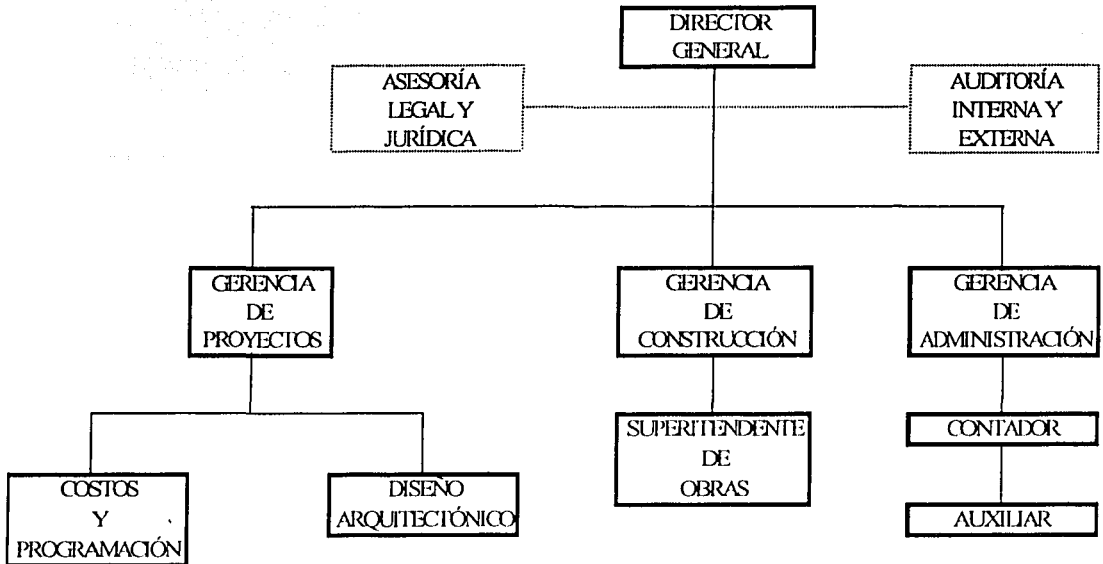 DIRECTOR
GENERAL
ASESORÍA
LEGAL Y
JURÍDICA
AUDITORÍA
INTERNA Y
EXTERNA
GERENCIA
DE
PROYECTOS
GERENCIA
DE
CONSTRUCCIÓN
GERENCIA
DE
ADMINISTRACIÓN
COSTOS
Y
PROGRAMACIÓN
DISEÑO
ARQUITECTÓNICO
SUPERITENDENTE
DE
OBRAS
CONTADOR
AUXILIAR